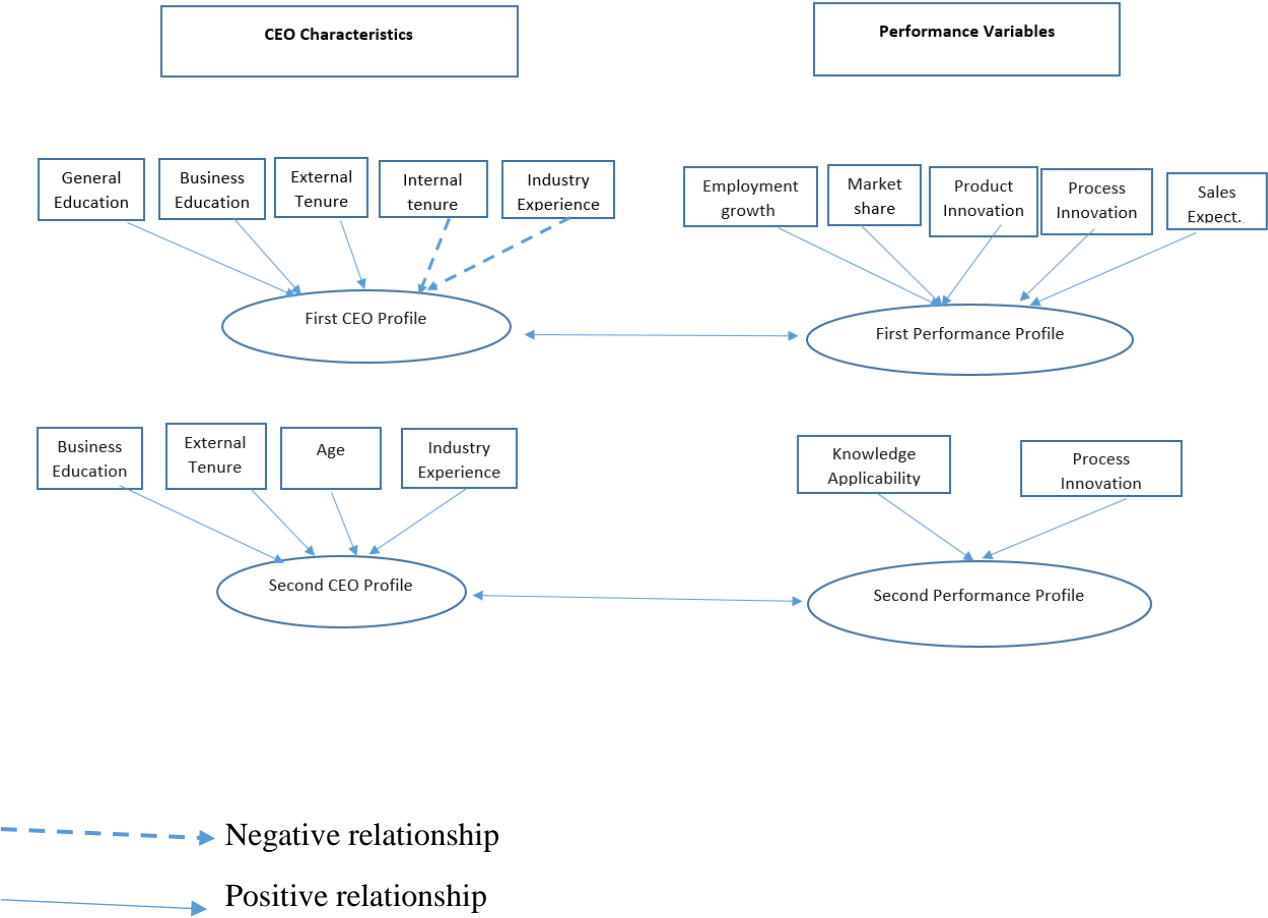 CEO Characteristics
Performance Variables
General
Education
Business
Education
External
Tenure
Internal
tenure
Industry
Experience
Employment
growth
Market
share
Product
Innovation
Process
Innovation
Sales
Expect.
First CEO Profile
First Performance Profile
Business
Education
External
Tenure
Age
Industry
Experience
Knowledge
Applicability
Process
Innovation
Second CEO Profile
Second Performance Profile
Negative relationship
Positive relationship